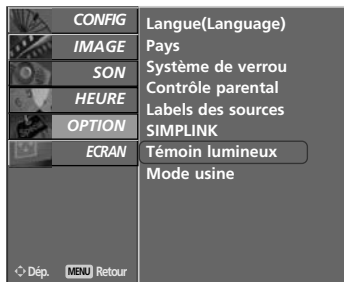 CONFIG
IMAGE
SON
HEURE
OPTION
ECRAN
Langue(Language)
Pays
Système de verrou
Contrôle parental
Labels des sources
SIMPLINK
Témoin lumineux
Mode usine
Dép. MENU Retour